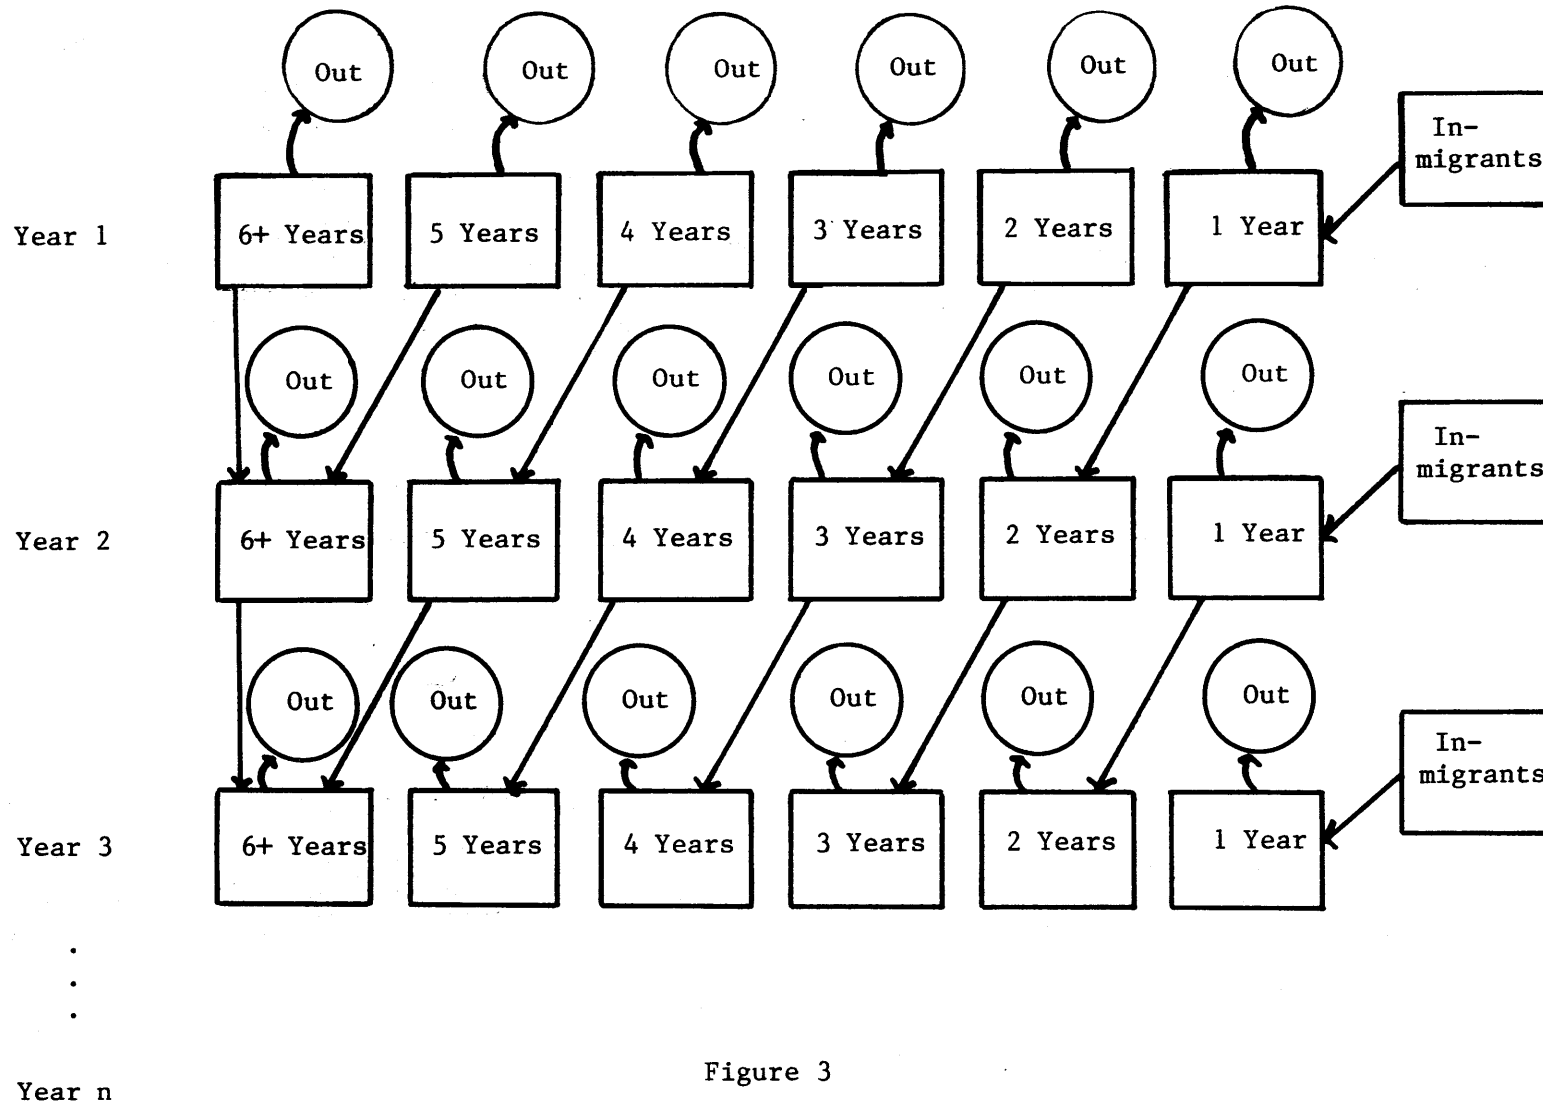 Out Out Out Out Out Out
In-
migrants
Year 1 6+ Years 5 Years 4 Years 3 Years 2 Years 1 Year
Out Out Out Out Out Out
In-
migrants
Year 2 6+ Years 5 Years 4 Years 3 Years 2 Years 1 Year
Out Out Out Out Out Out
In-
migrants
Year 3 6+ Years 5 Years 4 Years 3 Years 2 Years 1 Year
.
.
.
Figure 3
Year n